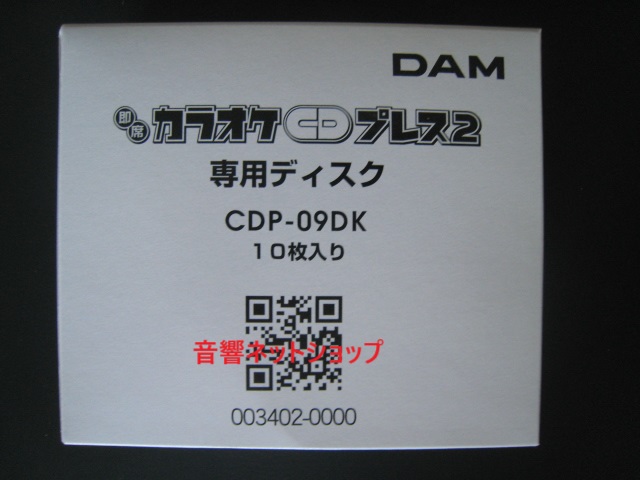 DAM
即席カラオケCDプレス2
専用ディスク
CDP-09DK
10枚入り
音響ネットショップ
003402-0000